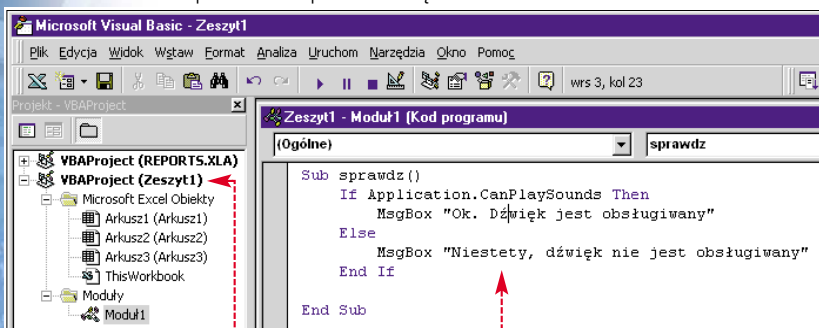 Microsoft Visual Basic - Zeszyt1
Plik Edycja Widok Wstaw Format Analiza Uruchom Narzędzia Okno Pomoc
wrs 3, kol 23
Projekt - VBAProject
VBAProject (REPORTS.XLA)
VBAProject (Zeszyt1)
Microsoft Excel Obiekty
Arkusz1 (Arkusz1)
Arkusz2 (Arkusz2)
Arkusz3 (Arkusz3)
ThisWorkbook
Moduły
Moduł1
Zeszyt1 - Moduł1 (Kod programu)
(Ogólne)
sprawdz
Sub sprawdz()
If Application.CanPlaySounds Then
MsgBox "Ok. Dźwięk jest obsługiwany"
Else
MsgBox "Niestety, dźwięk nie jest obsługiwany"
End If
End Sub